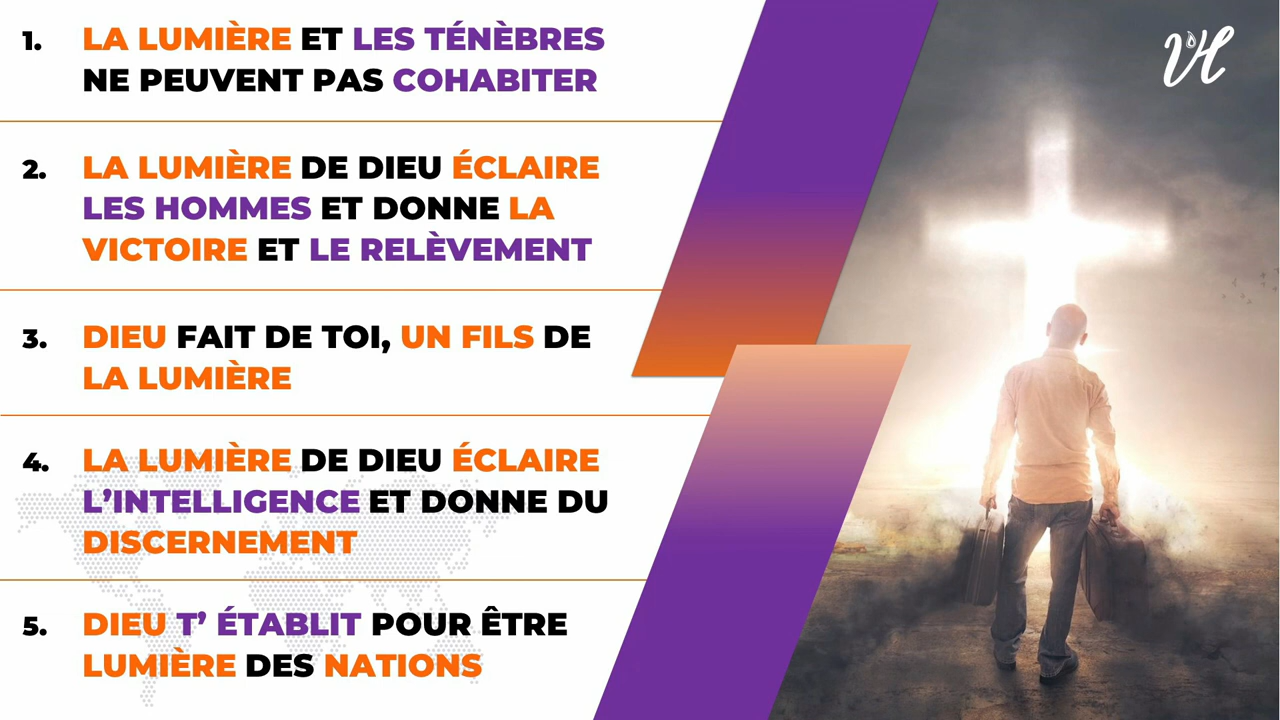 1. LA LUMIÈRE ET LES TÉNÈBRES
NE PEUVENT PAS COHABITER
2. LA LUMIÈRE DE DIEU ÉCLAIRE
LES HOMMES ET DONNE LA
VICTOIRE ET LE RELÈVEMENT
3. DIEU FAIT DE TOI, UN FILS DE
LA LUMIÈRE
4. LA LUMIÈRE DE DIEU ÉCLAIRE
L’INTELLIGENCE ET DONNE DU
DISCERNEMENT
5. DIEU T’ ÉTABLIT POUR ÊTRE
LUMIÈRE DES NATIONS
VH